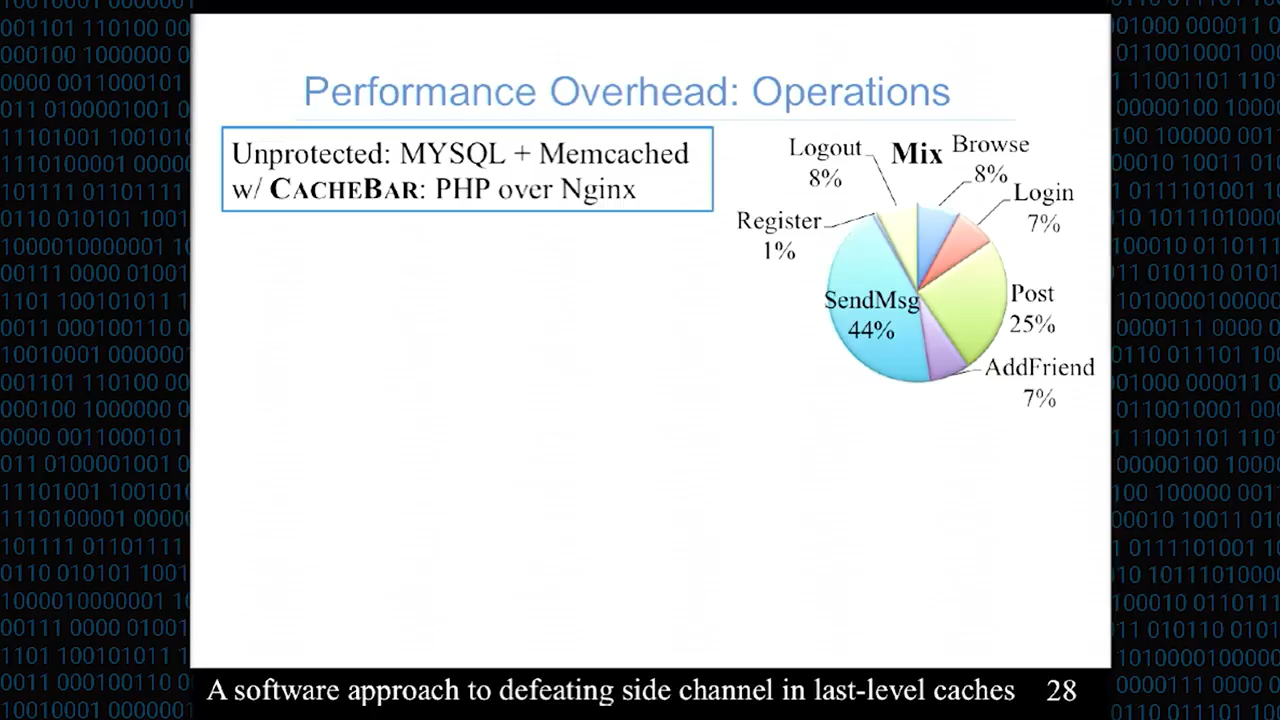 Performance Overhead: Operations
Unprotected: MYSQL + Memcached
w/ CACHEBAR: PHP over Nginx
Mix
Logout
8%
Browse
8%
Login
7%
Register
1%
SendMsg
44%
Post
25%
AddFriend
7%
A software approach to defeating side channel in last-level caches 28